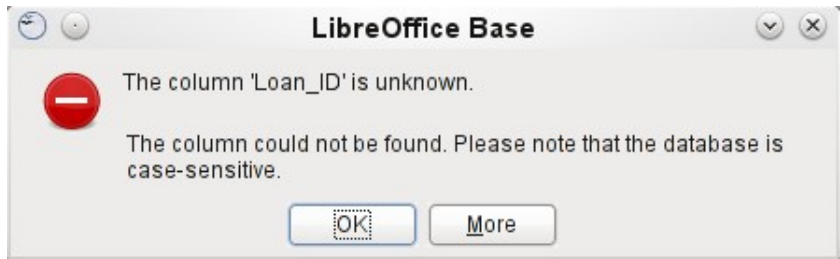 LibreOffice Base
The column 'Loan_ID' is unknown.
The column could not be found. Please note that the database is
case-sensitive.
OK More